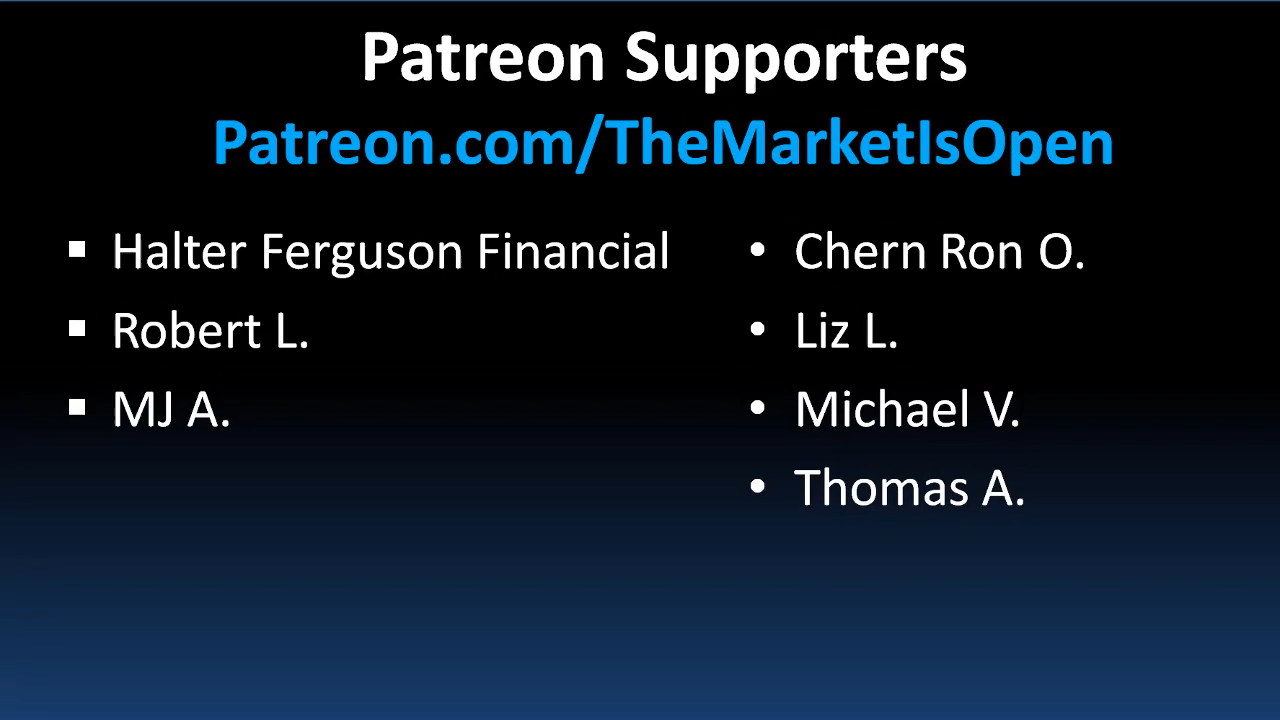 Patreon Supporters
Patreon.com/TheMarketIsOpen
▪ Halter Ferguson Financial
▪ Robert L.
▪ MJ A.
• Chern Ron O.
• Liz L.
• Michael V.
• Thomas A.